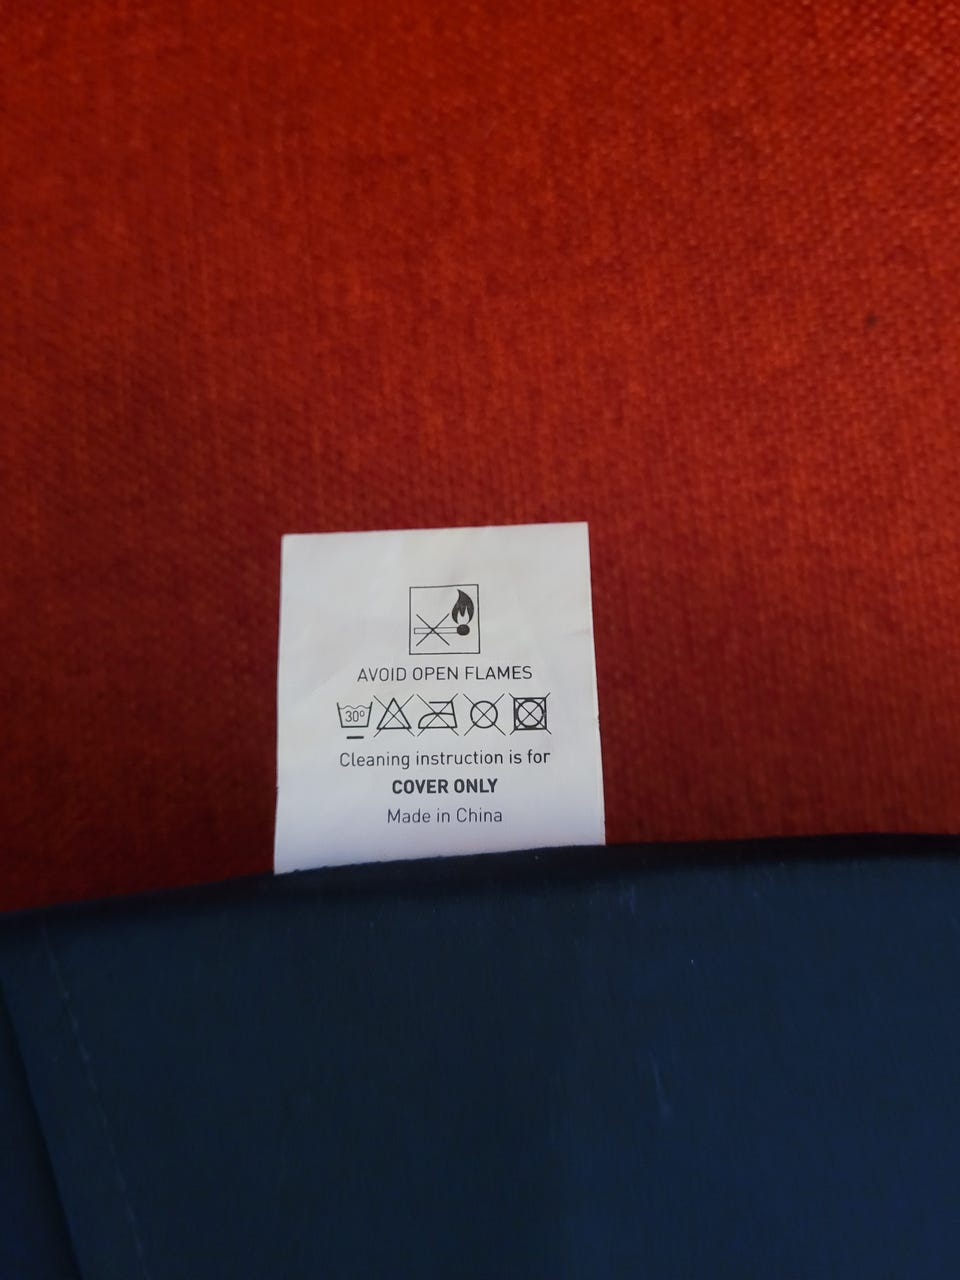 AVOID OPEN FLAMES
30°
Cleaning instruction is for
COVER ONLY
Made in China